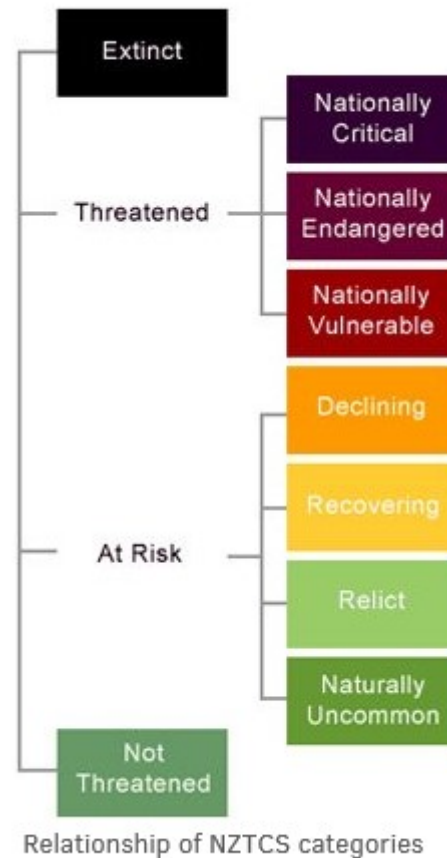 Extinct
Threatened
Nationally
Critical
Nationally
Endangered
Nationally
Vulnerable
At Risk
Declining
Recovering
Relict
Naturally
Uncommon
Not
Threatened
Relationship of NZTCS categories